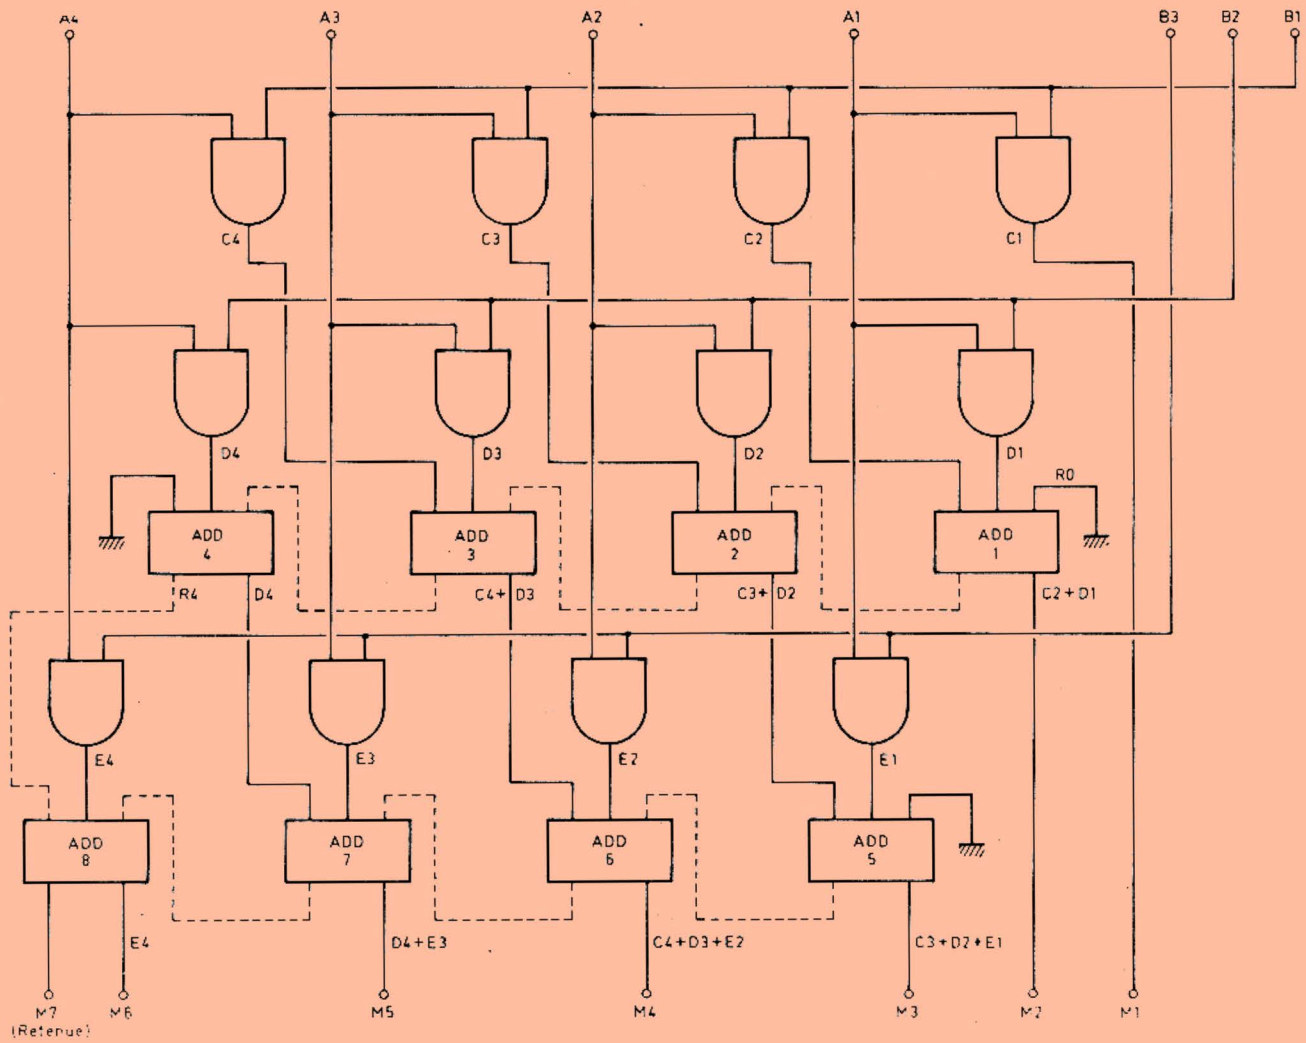 A4 A3 A2 A1 B3 B2 B1
C4 C3 C2 C1
D4 D3 D2 D1
R0
ADD 4 ADD 3 ADD 2 ADD 1
R4 D4 C4+ D3 C3+ D2 C2+D1
E4 E3 E2 E1
ADD 8 ADD 7 ADD 6 ADD 5
E4 D4+E3 C4+D3+E2 C3+D2+E1
M7 M6 M5 M4 M3 M2 M1
(Retenue)